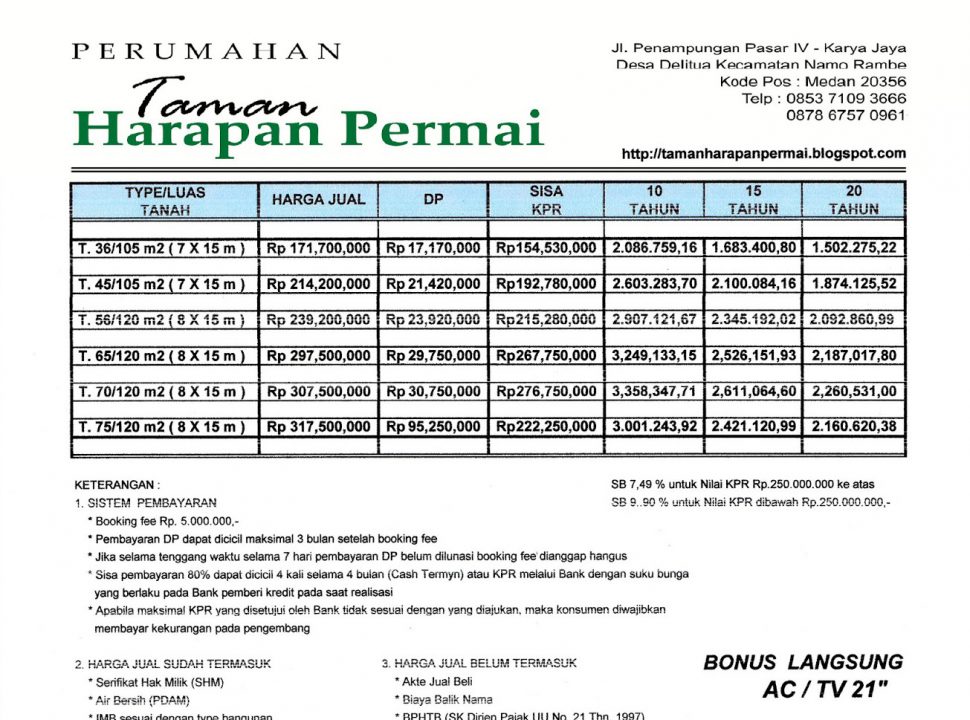 PERUMAHAN
Taman
Harapan Permai
Jl. Penampungan Pasar IV - Karya Jaya
Desa Delitua Kecamatan Namo Rambe
Kode Pos : Medan 20356
Telp : 0853 7109 3666
0878 6757 0961
http://tamanharapanpermai.blogspot.com
TYPE/LUAS TANAH HARGA JUAL DP SISA KPR 10 TAHUN 15 TAHUN 20 TAHUN
T. 36/105 m2 ( 7 X 15 m ) Rp 171,700,000 Rp 17,170,000 Rp154,530,000 2.086.759,16 1.683.400,80 1.502.275,22
T. 45/105 m2 ( 7 X 15 m ) Rp 214,200,000 Rp 21,420,000 Rp192,780,000 2.603.283,70 2.100.084,16 1.874.125,52
T. 56/120 m2 ( 8 X 15 m ) Rp 239,200,000 Rp 23,920,000 Rp215,280,000 2.907.121,67 2.345.192,02 2.092.860,99
T. 65/120 m2 ( 8 X 15 m ) Rp 297,500,000 Rp 29,750,000 Rp267,750,000 3,249,133,15 2,526,151,93 2,187,017,80
T. 70/120 m2 ( 8 X 15 m ) Rp 307,500,000 Rp 30,750,000 Rp276,750,000 3,358,347,71 2,611,064,60 2,260,531,00
T. 75/120 m2 ( 8 X 15 m ) Rp 317,500,000 Rp 95,250,000 Rp222,250,000 3.001.243,92 2.421.120,99 2.160.620,38
KETERANGAN :
SB 7,49 % untuk Nilai KPR Rp.250.000.000 ke atas
SB 9..90 % untuk Nilai KPR dibawah Rp.250.000.000,-
1. SISTEM PEMBAYARAN
* Booking fee Rp. 5.000.000,-
* Pembayaran DP dapat dicicil maksimal 3 bulan setelah booking fee
* Jika selama tenggang waktu selama 7 hari pembayaran DP belum dilunasi booking fee dianggap hangus
* Sisa pembayaran 80% dapat dicicil 4 kali selama 4 bulan (Cash Termyn) atau KPR melalui Bank dengan suku bunga
yang berlaku pada Bank pemberi kredit pada saat realisasi
* Apabila maksimal KPR yang disetujui oleh Bank tidak sesuai dengan yang diajukan, maka konsumen diwajibkan
membayar kekurangan pada pengembang
2. HARGA JUAL SUDAH TERMASUK
* Serifikat Hak Milik (SHM)
* Air Bersih (PDAM)
* IMB sesuai dengan type bangunan
3. HARGA JUAL BELUM TERMASUK
* Akte Jual Beli
* Biaya Balik Nama
* BPHTB (SK Dirjen Pajak UU No. 21 Thn. 1997)
BONUS LANGSUNG
AC / TV 21"